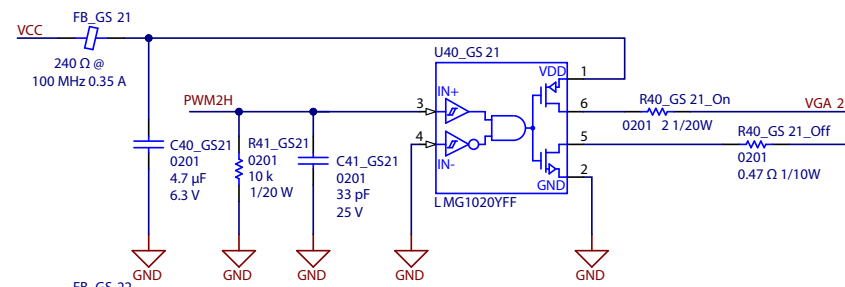 FB_GS 21
VCC
240 Ω @
100 MHz 0.35 A
U40_GS 21
VDD
1
IN+
PWM2H
3
6
R40_GS 21_On
VGA 2
0201 2 1/20W
4
5
R40_GS 21_Off
0201
0.47 Ω 1/10W
IN-
2
GND
LMG1020YFF
C40_GS21
0201
4.7 µF
6.3 V
R41_GS21
0201
10 k
1/20 W
C41_GS21
0201
33 pF
25 V
GND
GND
GND
GND
GND
FB_GS 22